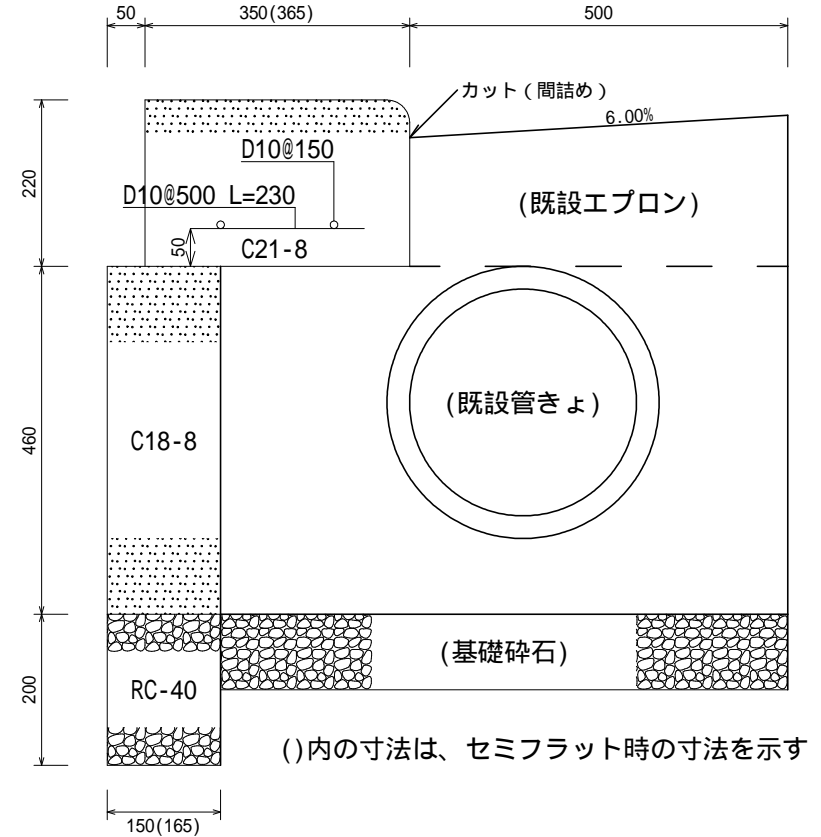 50
350(365)
500
カット（間詰め）
6.00%
D10@150
220
D10@500 L=230
(既設エプロン)
50
C21-8
(既設管きょ)
460
C18-8
(基礎砕石)
200
RC-40
()内の寸法は、セミフラット時の寸法を示す
150(165)